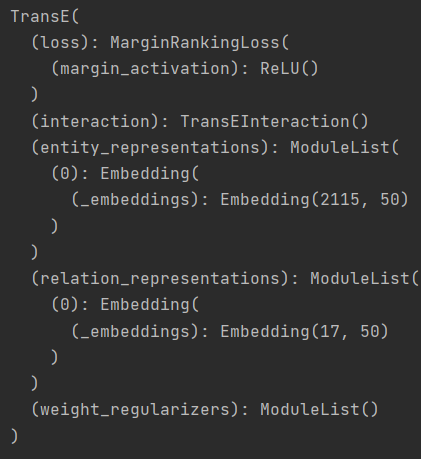 TransE(
  (loss): MarginRankingLoss(
    (margin_activation): ReLU()
  )
  (interaction): TransEInteraction()
  (entity_representations): ModuleList(
    (0): Embedding(
      (_embeddings): Embedding(2115, 50)
    )
  )
  (relation_representations): ModuleList(
    (0): Embedding(
      (_embeddings): Embedding(17, 50)
    )
  )
  (weight_regularizers): ModuleList()
)